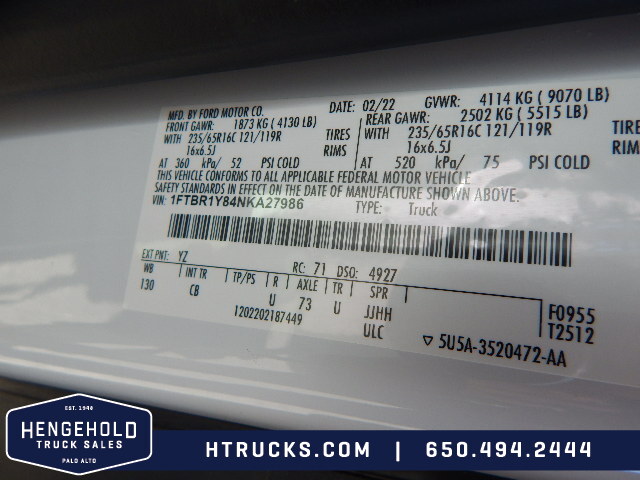 MFD. BY FORD MOTOR CO.
DATE: 02/22 GVWR: 4114 KG ( 9070 LB)
FRONT GAWR: 1873 KG ( 4130 LB) REAR GAWR: 2502 KG ( 5515 LB)
WITH 235/65R16C 121/119R TIRES WITH 235/65R16C 121/119R TIRE
16x6.5J RIMS 16x6.5J RIMS
AT 360 kPa/ 52 PSI COLD AT 520 kPa/ 75 PSI COLD
THIS VEHICLE CONFORMS TO ALL APPLICABLE FEDERAL MOTOR VEHICLE
SAFETY STANDARDS IN EFFECT ON THE DATE OF MANUFACTURE SHOWN ABOVE.
VIN: 1FTBR1Y84NKA27986 TYPE: Truck
EXT PNT: YZ RC: 71 DSO: 4927
WB INT TR TP/PS R AXLE TR SPR
130 CB U 73 U JJHH
1202202187449 ULC
F0955
T2512
▽ 5U5A-3520472-AA
EST. 1940
HENGEHOLD
TRUCK SALES
PALO ALTO
HTRUCKS.COM | 650.494.2444